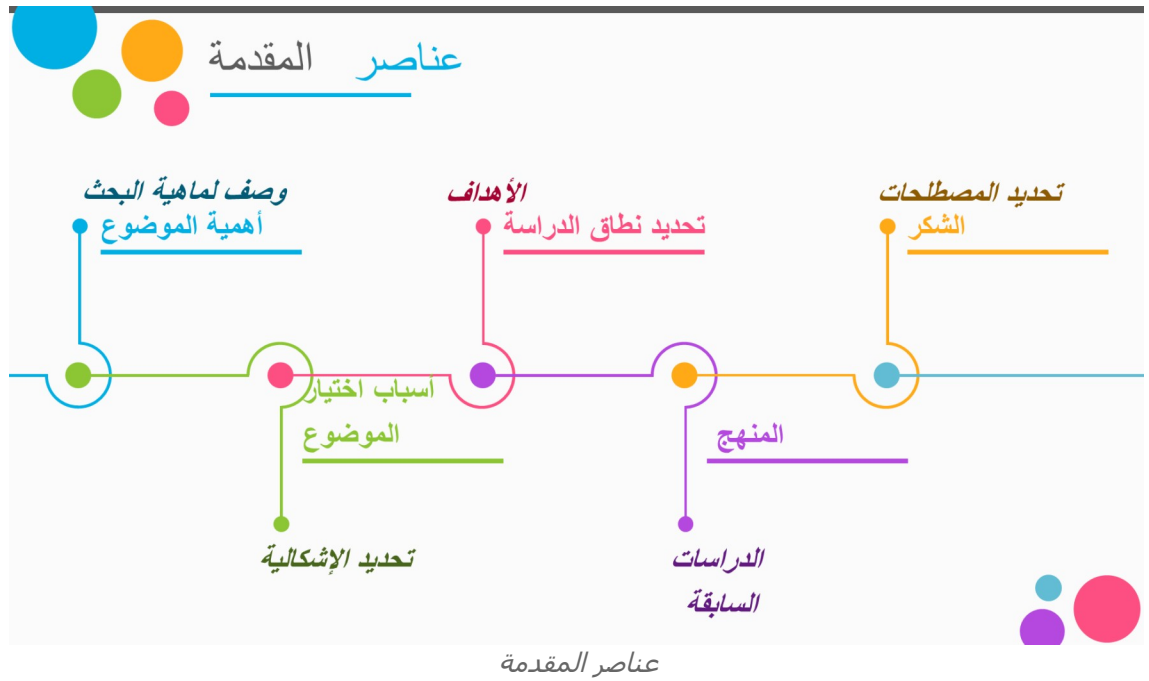 عناصر المقدمة
وصف لماهية البحث
أهمية الموضوع
أسباب اختيار
الموضوع
تحديد الإشكالية
الأهداف
تحديد نطاق الدراسة
المنهج
الدراسات
السابقة
تحديد المصطلحات
الشكر
عناصر المقدمة